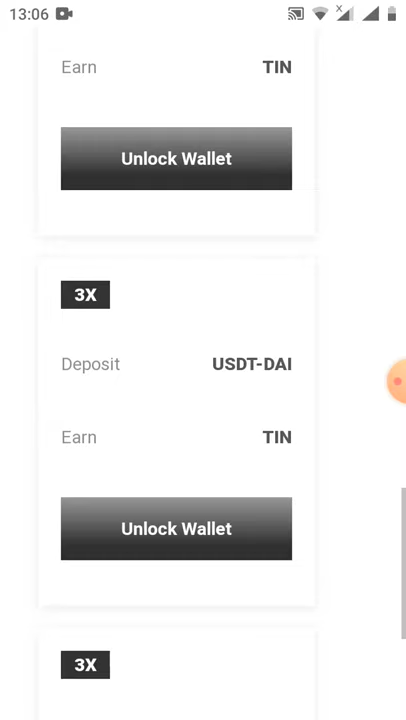 13:06
Earn TIN
Unlock Wallet
3X
Deposit USDT-DAI
Earn TIN
Unlock Wallet
3X